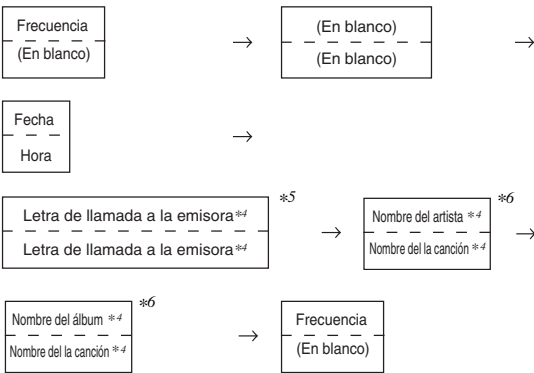 Frecuencia
(En blanco)
→
(En blanco)
(En blanco)
→
Fecha
Hora
→
Letra de llamada a la emisora*4
Letra de llamada a la emisora*4
*5
→
Nombre del artista *4
Nombre del la canción *4
*6
→
Nombre del álbum *4
Nombre del la canción *4
*6
→
Frecuencia
(En blanco)